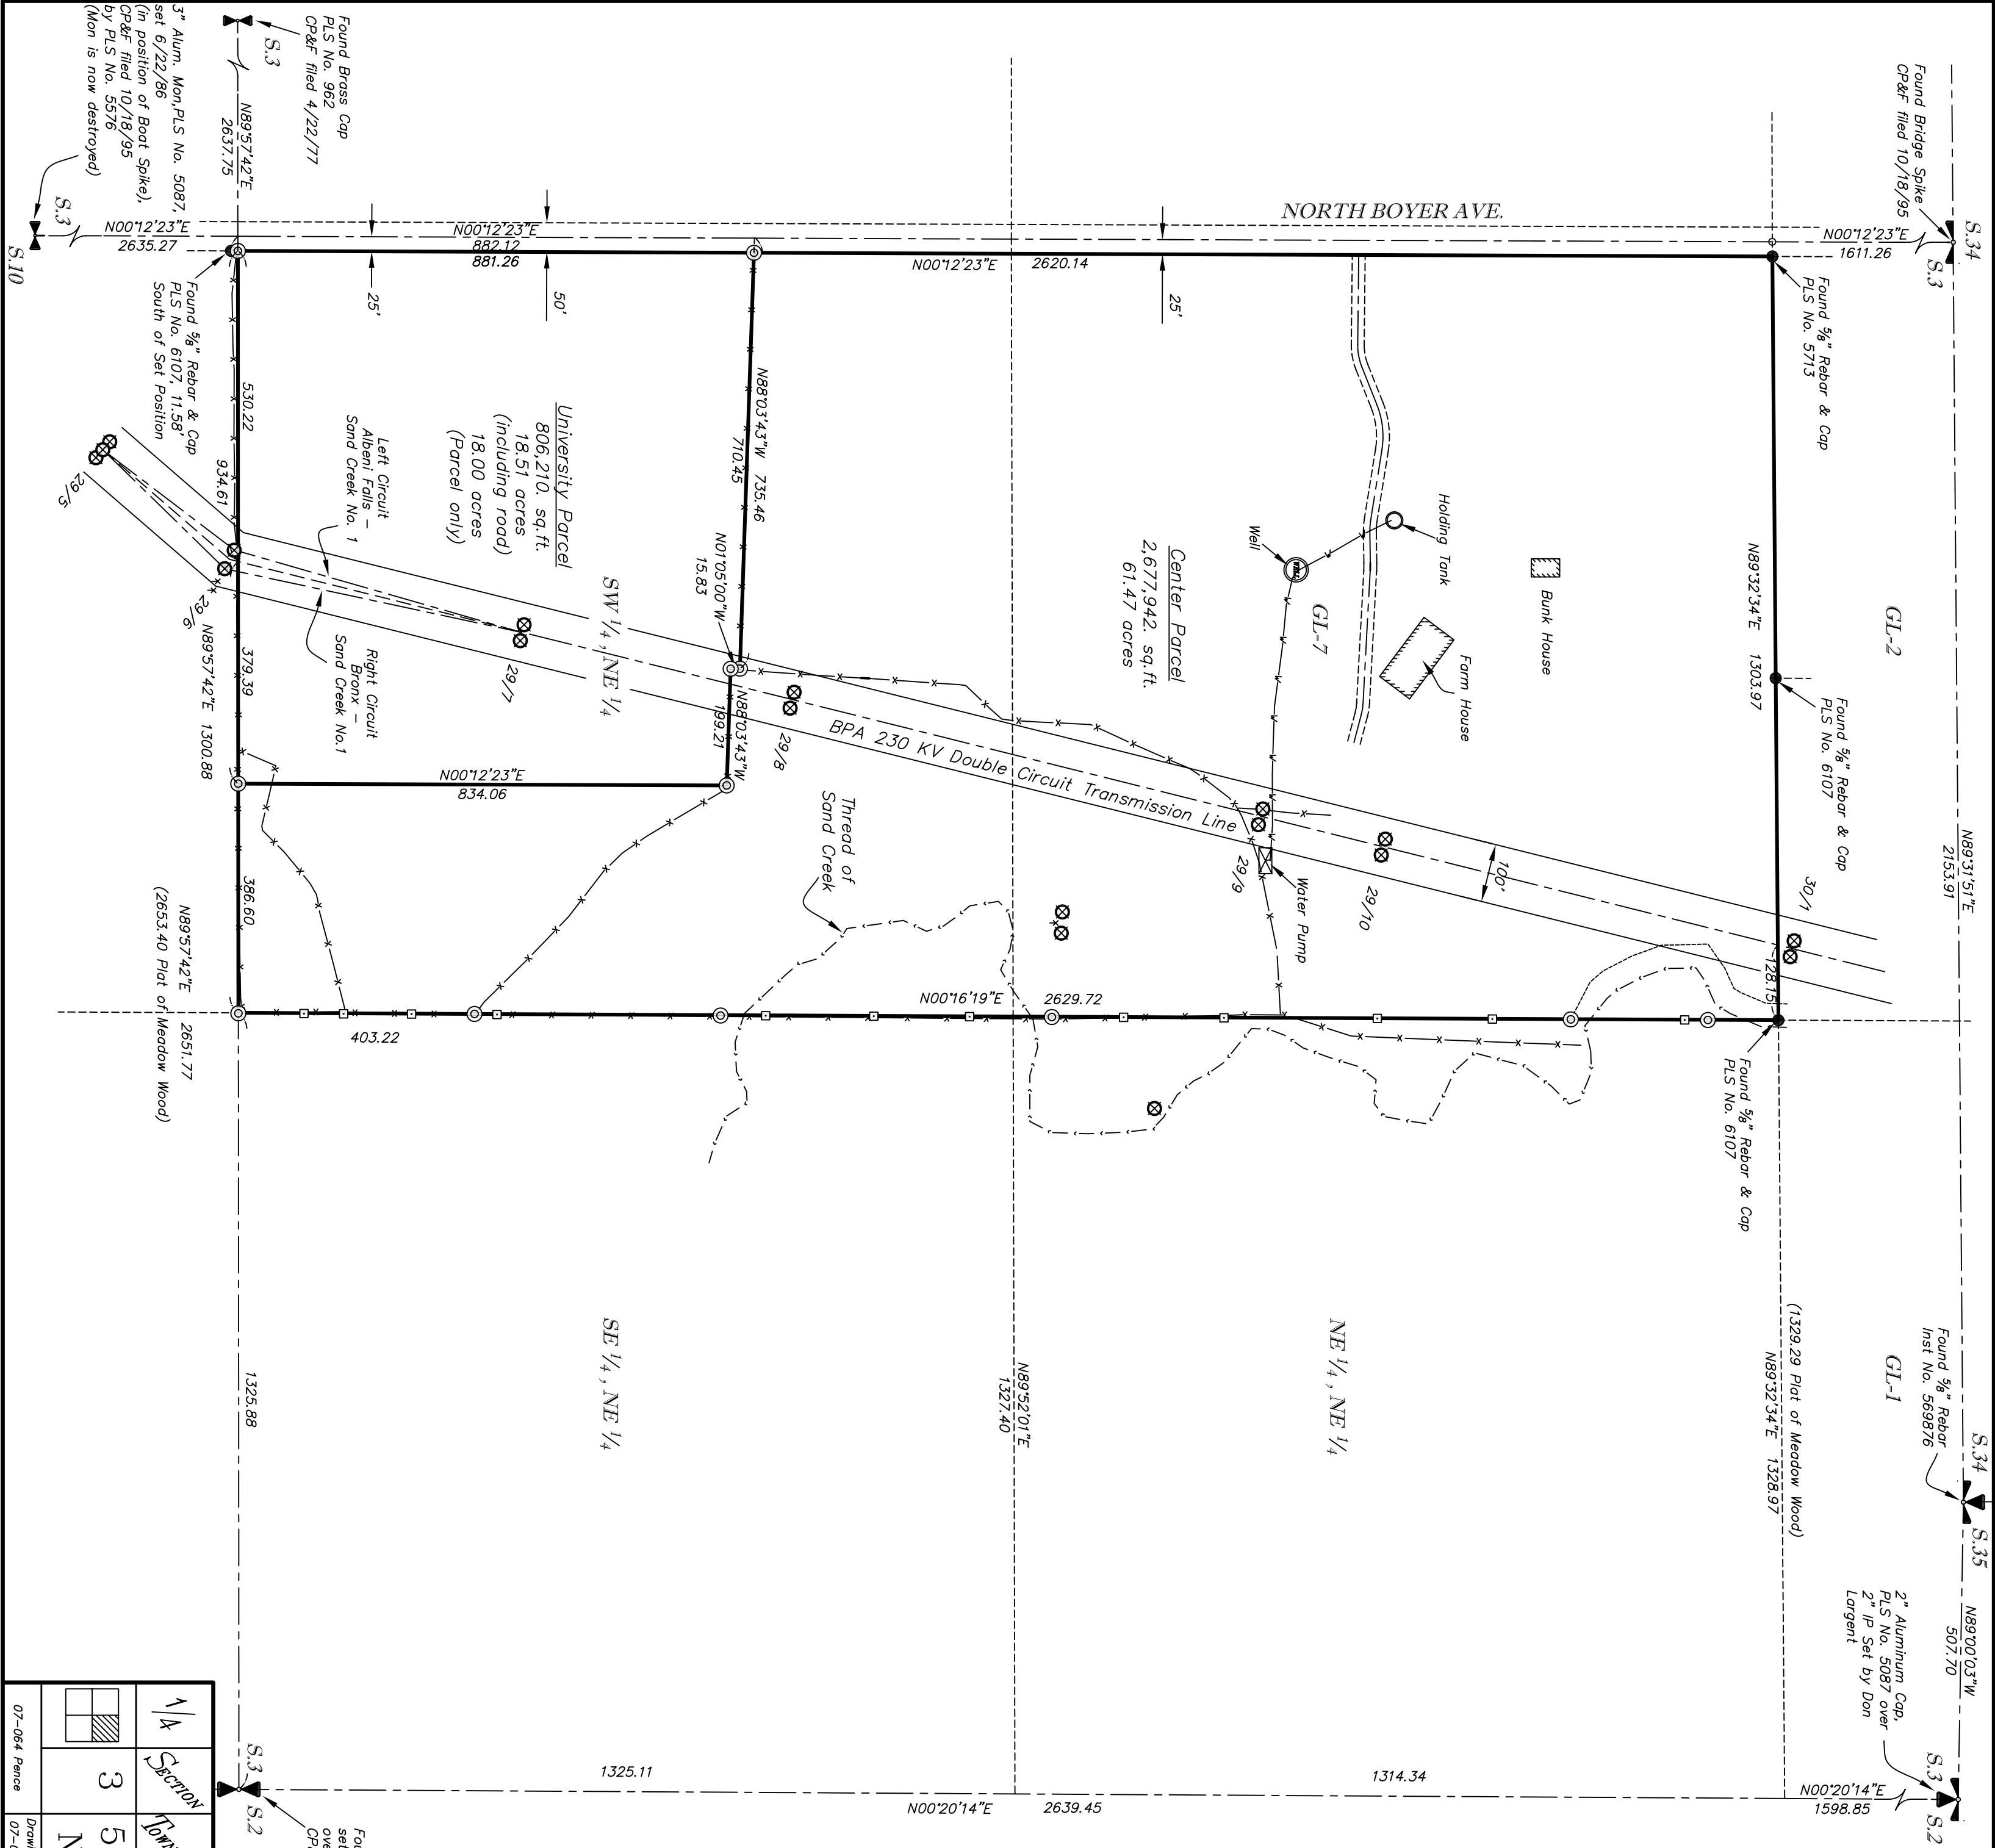 Found Bridge Spike
CP&F filed 10/18/95
S.34
S.3
N00°12'23"E
1611.26
NORTH BOYER AVE.
Found 5/8" Rebar & Cap
PLS No. 5713
N89°32'34"E 1303.97
GL-2
Found 5/8" Rebar & Cap
PLS No. 6107
N89°31'51"E
2153.91
30/1
128.15
Found 5/8" Rebar & Cap
PLS No. 6107
(1329.29 Plat of Meadow Wood)
N89°32'34"E 1328.97
GL-1
Found 5/8" Rebar
Inst No. 569876
S.34
S.35
N89°00'03"W
507.70
2" Aluminum Cap,
PLS No. 5087 over
2" IP Set by Don
Largent
S.3
S.2
N00°20'14"E
1598.85
N00°12'23"E 2620.14
25'
Bunk House
Holding Tank
Farm House
Well
WELL
GL-7
Center Parcel
2,677,942. sq.ft.
61.47 acres
100'
29/10
29/9
Water Pump
BPA 230 KV Double Circuit Transmission Line
N00°16'19"E 2629.72
NE 1/4, NE 1/4
1314.34
N89°52'01"E
1327.40
N00°20'14"E 2639.45
Thread of
Sand Creek
29/8
N88°03'43"W 735.46
710.45
N01°05'00"W
15.83
N88°03'43"W
199.21
SW 1/4, NE 1/4
University Parcel
806,210. sq.ft.
18.51 acres
(including road)
18.00 acres
(Parcel only)
50'
25'
N00°12'23"E
882.12
881.26
29/7
Left Circuit
Albeni Falls -
Sand Creek No. 1
Right Circuit
Bronx -
Sand Creek No.1
N00°12'23"E
834.06
SE 1/4, NE 1/4
1325.11
403.22
Found Brass Cap
PLS No. 962
CP&F filed 4/22/77
S.3
N89°57'42"E
2637.75
3" Alum. Mon,PLS No. 5087,
set 6/22/86
(in position of Boat Spike),
CP&F filed 10/18/95
by PLS No. 5576
(Mon is now destroyed)
S.3
S.10
N00°12'23"E
2635.27
Found 5/8" Rebar & Cap
PLS No. 6107, 11.58'
South of Set Position
530.22
934.61
29/5
29/6
379.39
N89°57'42"E 1300.88
386.60
N89°57'42"E 2651.77
(2653.40 Plat of Meadow Wood)
1325.88
S.3
S.2
1/4
SECTION
3
5
N
07-064 Pence